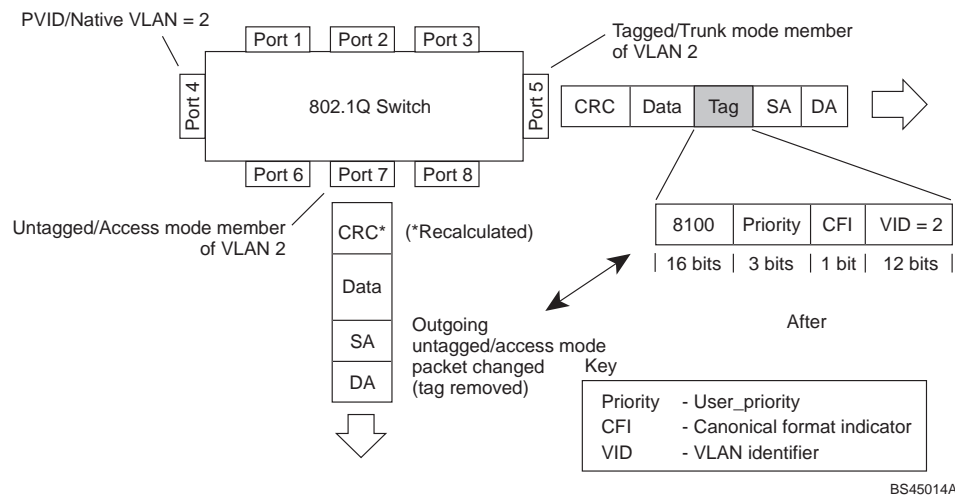 PVID/Native VLAN = 2
Port 1
Port 2
Port 3
Tagged/Trunk mode member
of VLAN 2
Port 4
802.1Q Switch
Port 5
CRC
Data
Tag
SA
DA
Port 6
Port 7
Port 8
Untagged/Access mode member
of VLAN 2
CRC*
(*Recalculated)
Data
SA
DA
8100
Priority
CFI
VID = 2
16 bits
3 bits
1 bit
12 bits
After
Outgoing
untagged/access mode
packet changed
(tag removed)
Key
Priority - User_priority
CFI - Canonical format indicator
VID - VLAN identifier
BS45014A